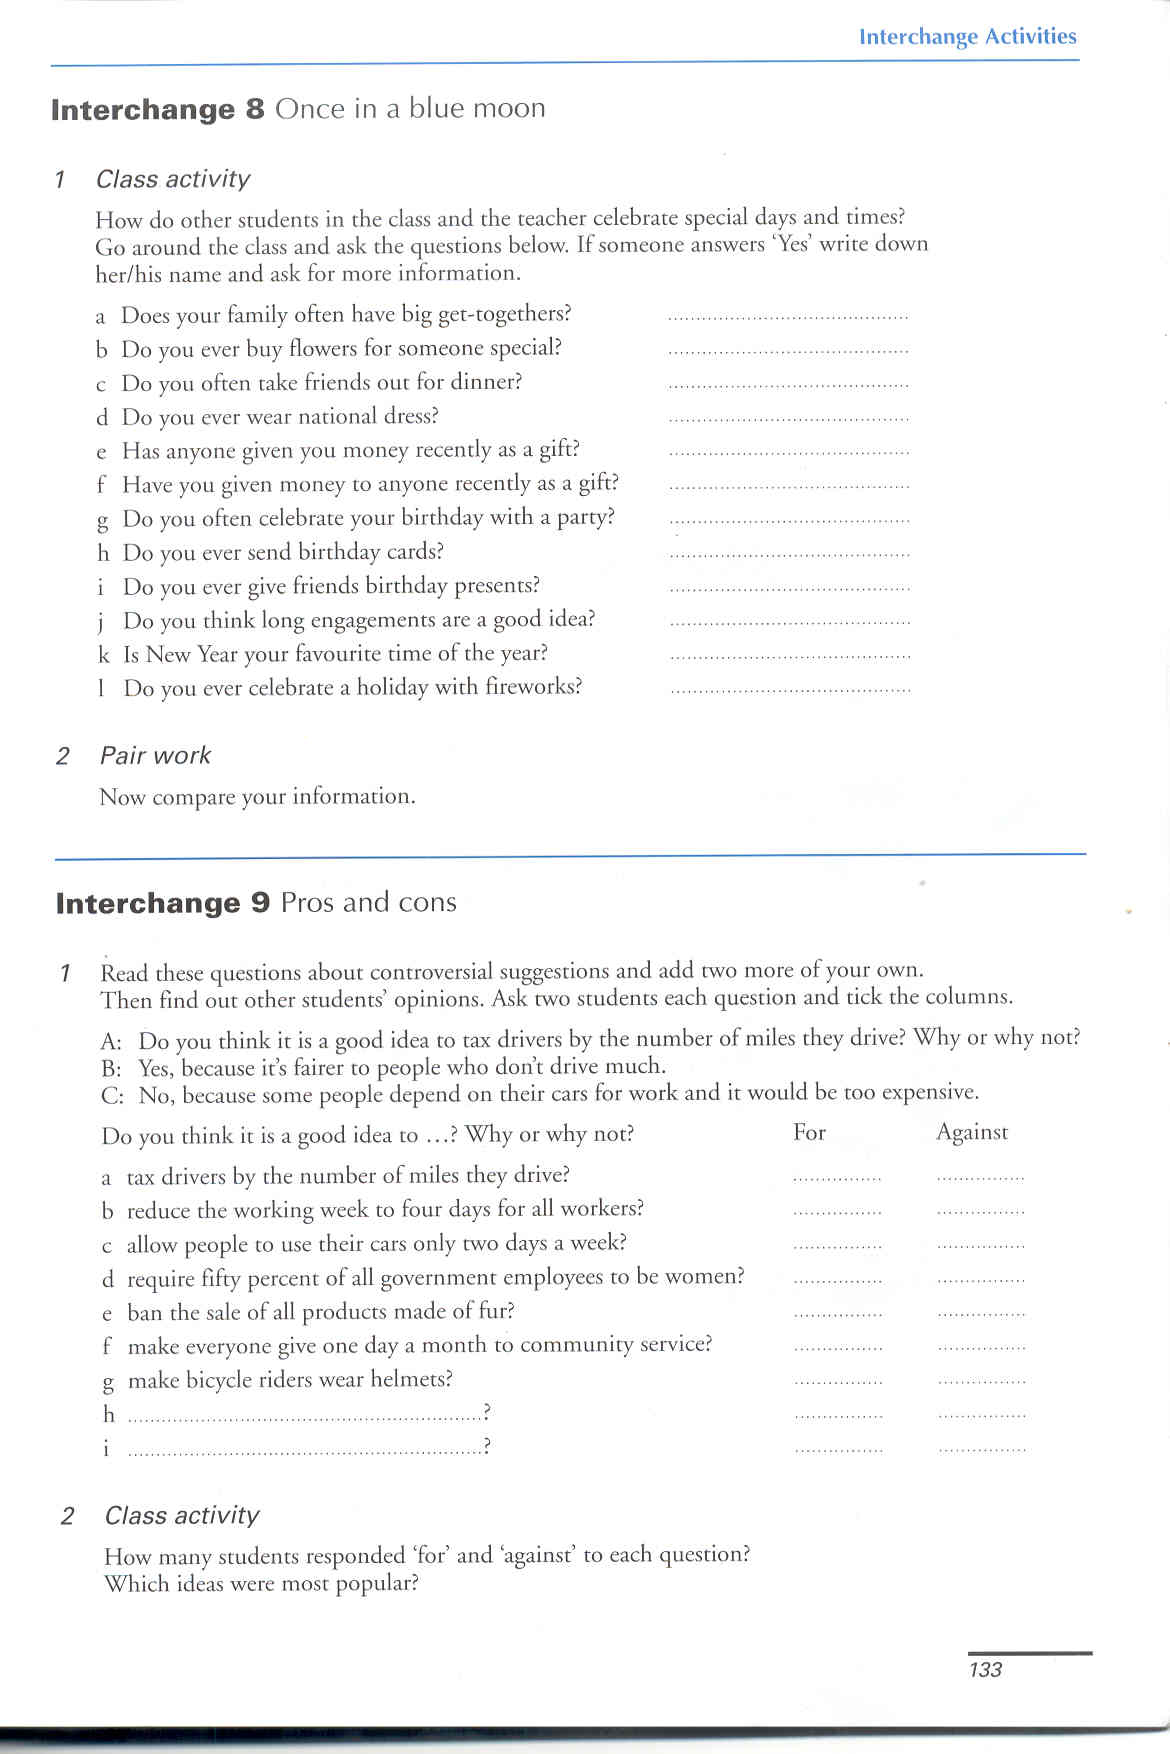 Interchange Activities
Interchange 8 Once in a blue moon
1 Class activity
How do other students in the class and the teacher celebrate special days and times?
Go around the class and ask the questions below. If someone answers ‘Yes’ write down
her/his name and ask for more information.
a Does your family often have big get-togethers? ..........................................
b Do you ever buy flowers for someone special? ..........................................
c Do you often take friends out for dinner? ..........................................
d Do you ever wear national dress? ..........................................
e Has anyone given you money recently as a gift? ..........................................
f Have you given money to anyone recently as a gift? ..........................................
g Do you often celebrate your birthday with a party? ..........................................
h Do you ever send birthday cards? ..........................................
i Do you ever give friends birthday presents? ..........................................
j Do you think long engagements are a good idea? ..........................................
k Is New Year your favourite time of the year? ..........................................
l Do you ever celebrate a holiday with fireworks? ..........................................
2 Pair work
Now compare your information.
Interchange 9 Pros and cons
1 Read these questions about controversial suggestions and add two more of your own.
Then find out other students’ opinions. Ask two students each question and tick the columns.
A: Do you think it is a good idea to tax drivers by the number of miles they drive? Why or why not?
B: Yes, because it’s fairer to people who don’t drive much.
C: No, because some people depend on their cars for work and it would be too expensive.
Do you think it is a good idea to …? Why or why not? For Against
a tax drivers by the number of miles they drive? ................ ................
b reduce the working week to four days for all workers? ................ ................
c allow people to use their cars only two days a week? ................ ................
d require fifty percent of all government employees to be women? ................ ................
e ban the sale of all products made of fur? ................ ................
f make everyone give one day a month to community service? ................ ................
g make bicycle riders wear helmets? ................ ................
h ..............................................................? ................ ................
i ..............................................................? ................ ................
2 Class activity
How many students responded ‘for’ and ‘against’ to each question?
Which ideas were most popular?
133